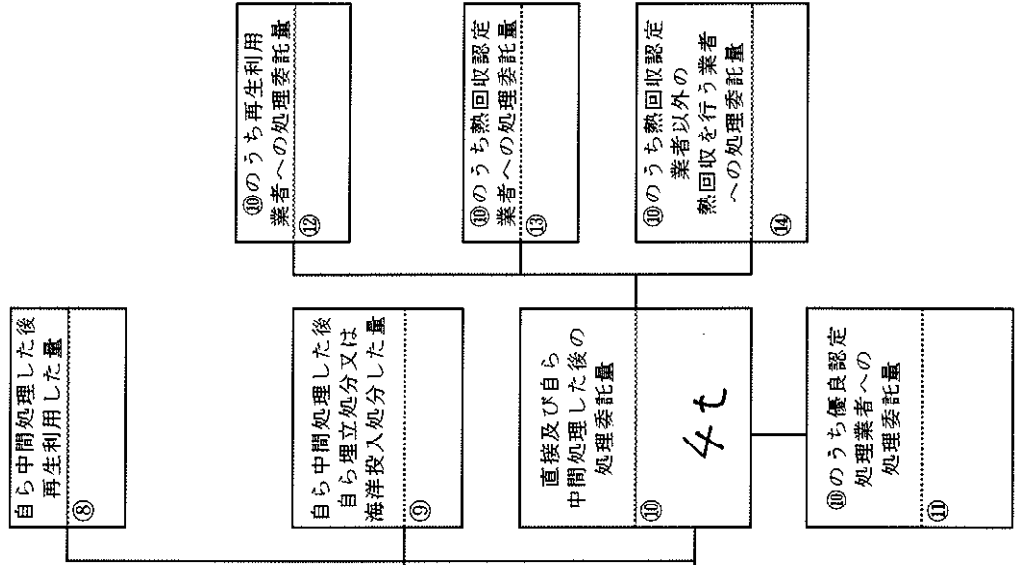 自ら中間処理した後
再生利用した量
⑧
自ら中間処理した後
自ら埋立処分又は
海洋投入処分した量
⑨
直接及び自ら
中間処理した後の
処理委託量
⑩
4t
⑩のうち優良認定
処理業者への
処理委託量
⑪
⑩のうち再生利用
業者への処理委託量
⑫
⑩のうち熱回収認定
業者への処理委託量
⑬
⑩のうち熱回収認定
業者以外の
熱回収を行う業者
への処理委託量
⑭